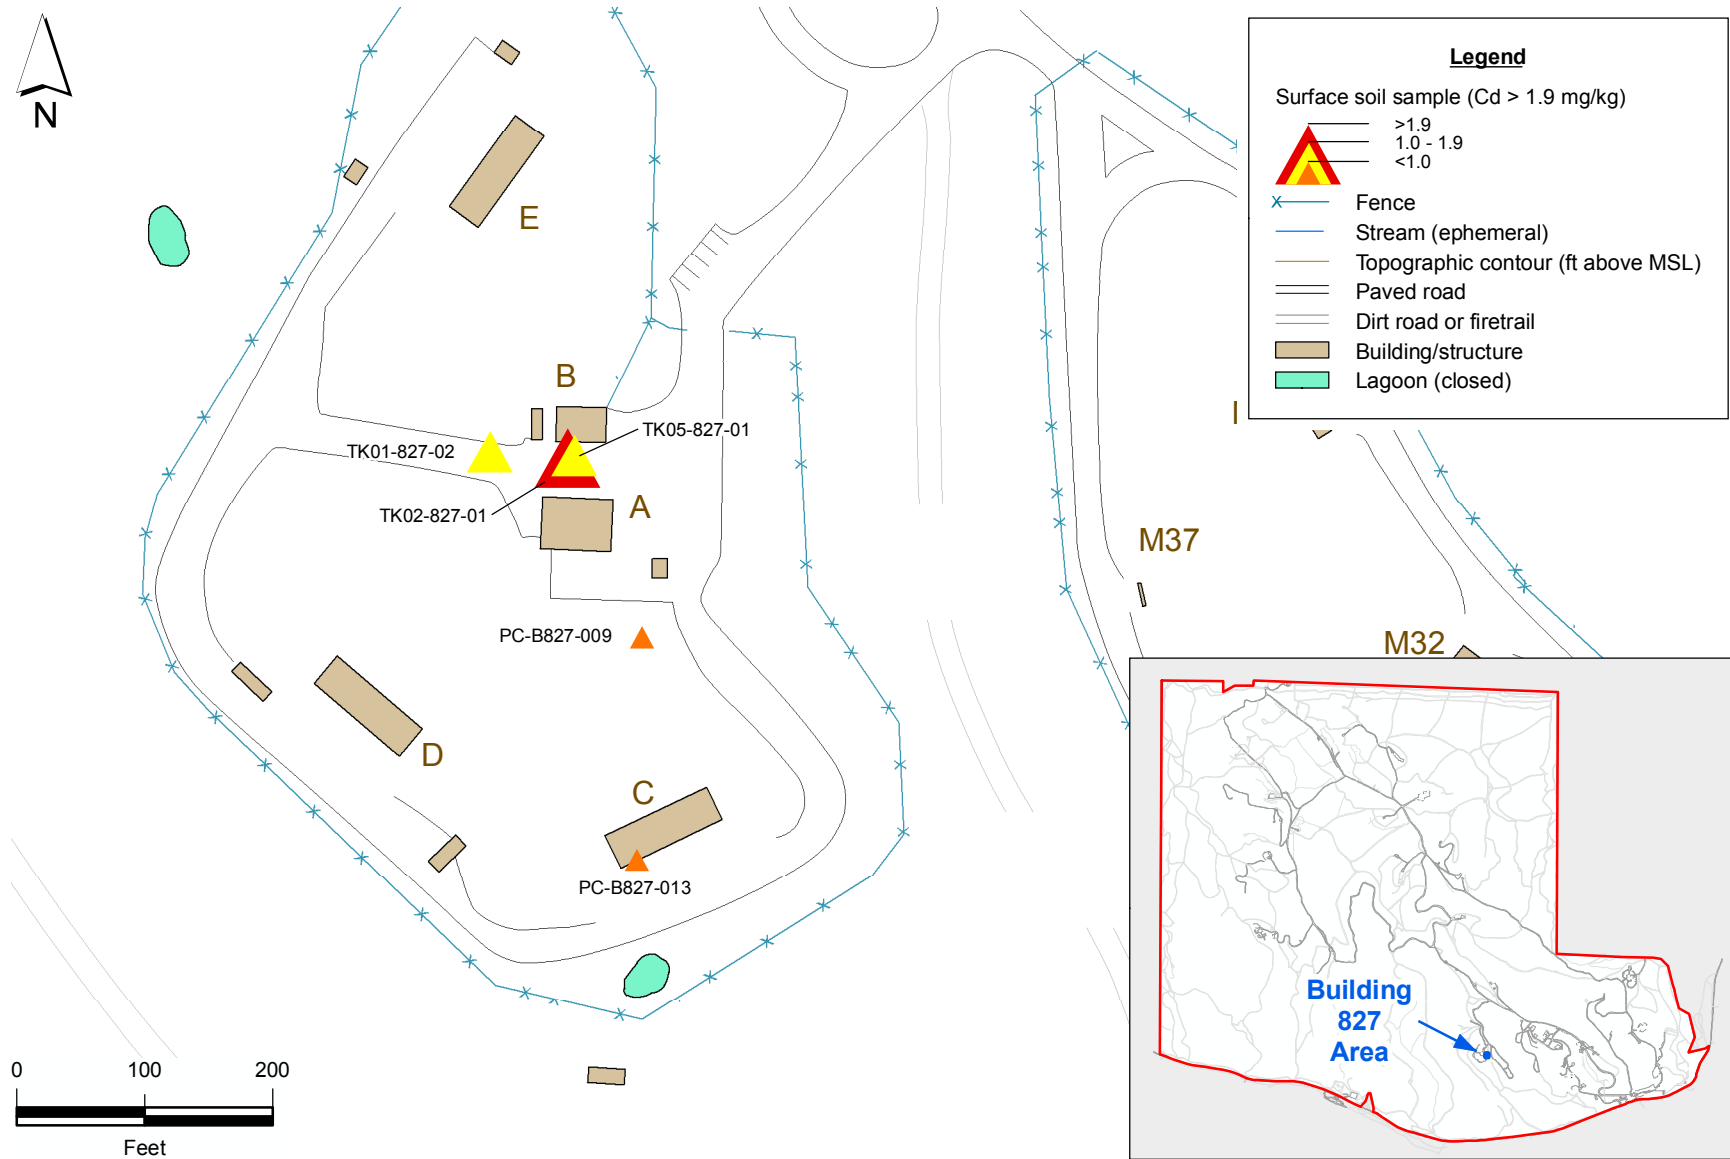 N
E
B
TK05-827-01
TK01-827-02
A
TK02-827-01
PC-B827-009
D
C
PC-B827-013
0 100 200
Feet
M37
M32
Legend
Surface soil sample (Cd > 1.9 mg/kg)
>1.9
1.0 - 1.9
<1.0
Fence
Stream (ephemeral)
Topographic contour (ft above MSL)
Paved road
Dirt road or firetrail
Building/structure
Lagoon (closed)
Building
827
Area